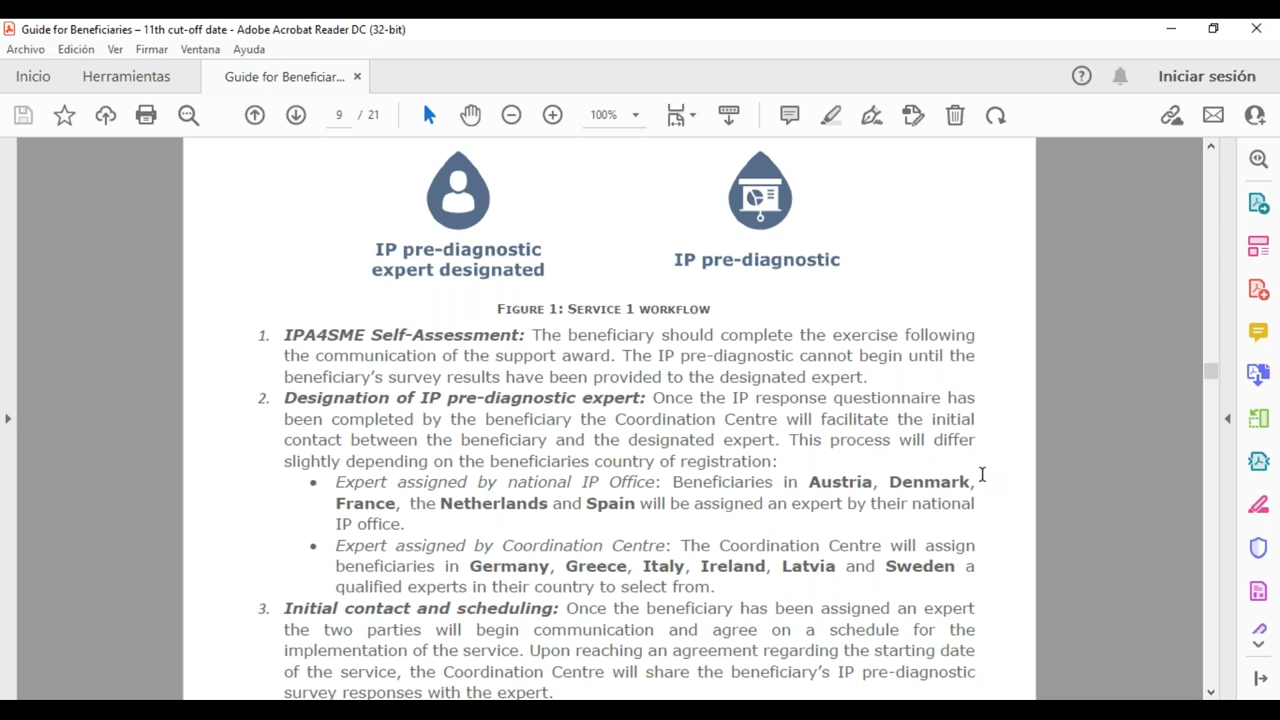 Guide for Beneficiaries – 11th cut-off date - Adobe Acrobat Reader DC (32-bit)
Archivo Edición Ver Firmar Ventana Ayuda
Inicio Herramientas Guide for Beneficiar... × Iniciar sesión
9 / 21 100%
IP pre-diagnostic
expert designated
IP pre-diagnostic
FIGURE 1: SERVICE 1 WORKFLOW
1. IPA4SME Self-Assessment: The beneficiary should complete the exercise following
the communication of the support award. The IP pre-diagnostic cannot begin until the
beneficiary’s survey results have been provided to the designated expert.
2. Designation of IP pre-diagnostic expert: Once the IP response questionnaire has
been completed by the beneficiary the Coordination Centre will facilitate the initial
contact between the beneficiary and the designated expert. This process will differ
slightly depending on the beneficiaries country of registration:
• Expert assigned by national IP Office: Beneficiaries in Austria, Denmark,
France, the Netherlands and Spain will be assigned an expert by their national
IP office.
• Expert assigned by Coordination Centre: The Coordination Centre will assign
beneficiaries in Germany, Greece, Italy, Ireland, Latvia and Sweden a
qualified experts in their country to select from.
3. Initial contact and scheduling: Once the beneficiary has been assigned an expert
the two parties will begin communication and agree on a schedule for the
implementation of the service. Upon reaching an agreement regarding the starting date
of the service, the Coordination Centre will share the beneficiary’s IP pre-diagnostic
survey responses with the expert.